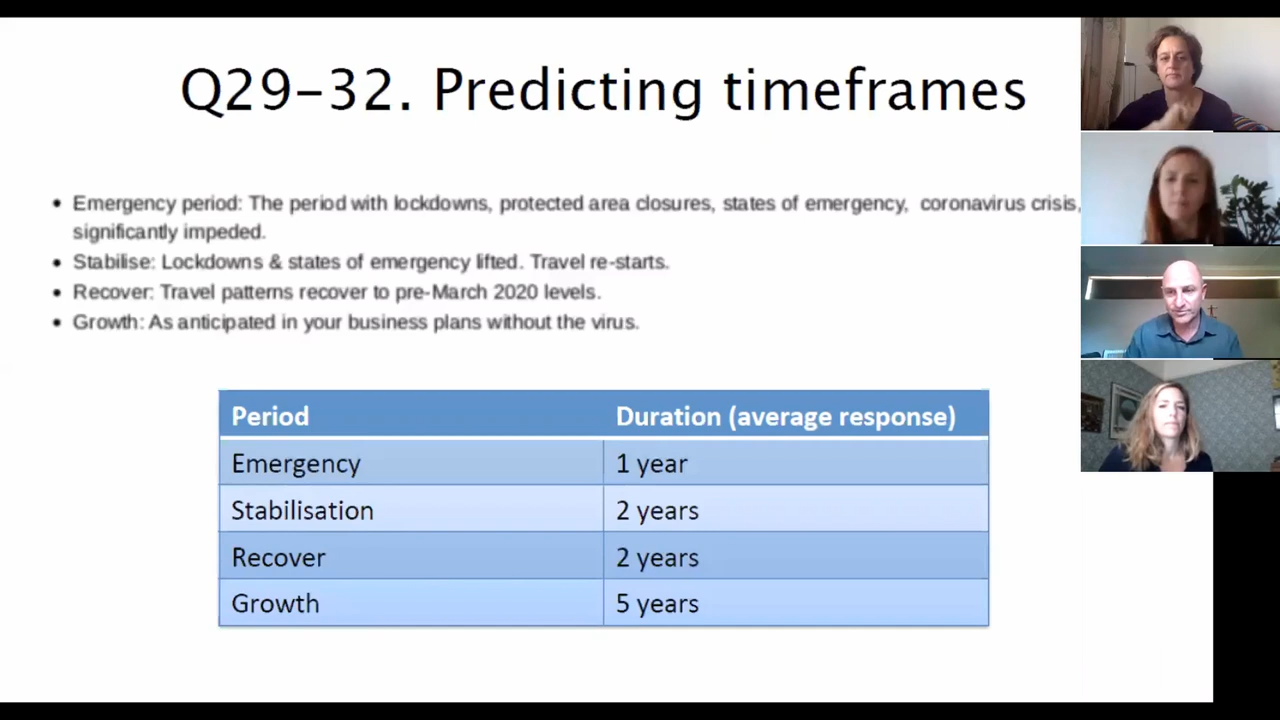 Q29-32. Predicting timeframes
• Emergency period: The period with lockdowns, protected area closures, states of emergency, coronavirus crisis,
significantly impeded.
• Stabilise: Lockdowns & states of emergency lifted. Travel re-starts.
• Recover: Travel patterns recover to pre-March 2020 levels.
• Growth: As anticipated in your business plans without the virus.
Period Duration (average response)
Emergency 1 year
Stabilisation 2 years
Recover 2 years
Growth 5 years